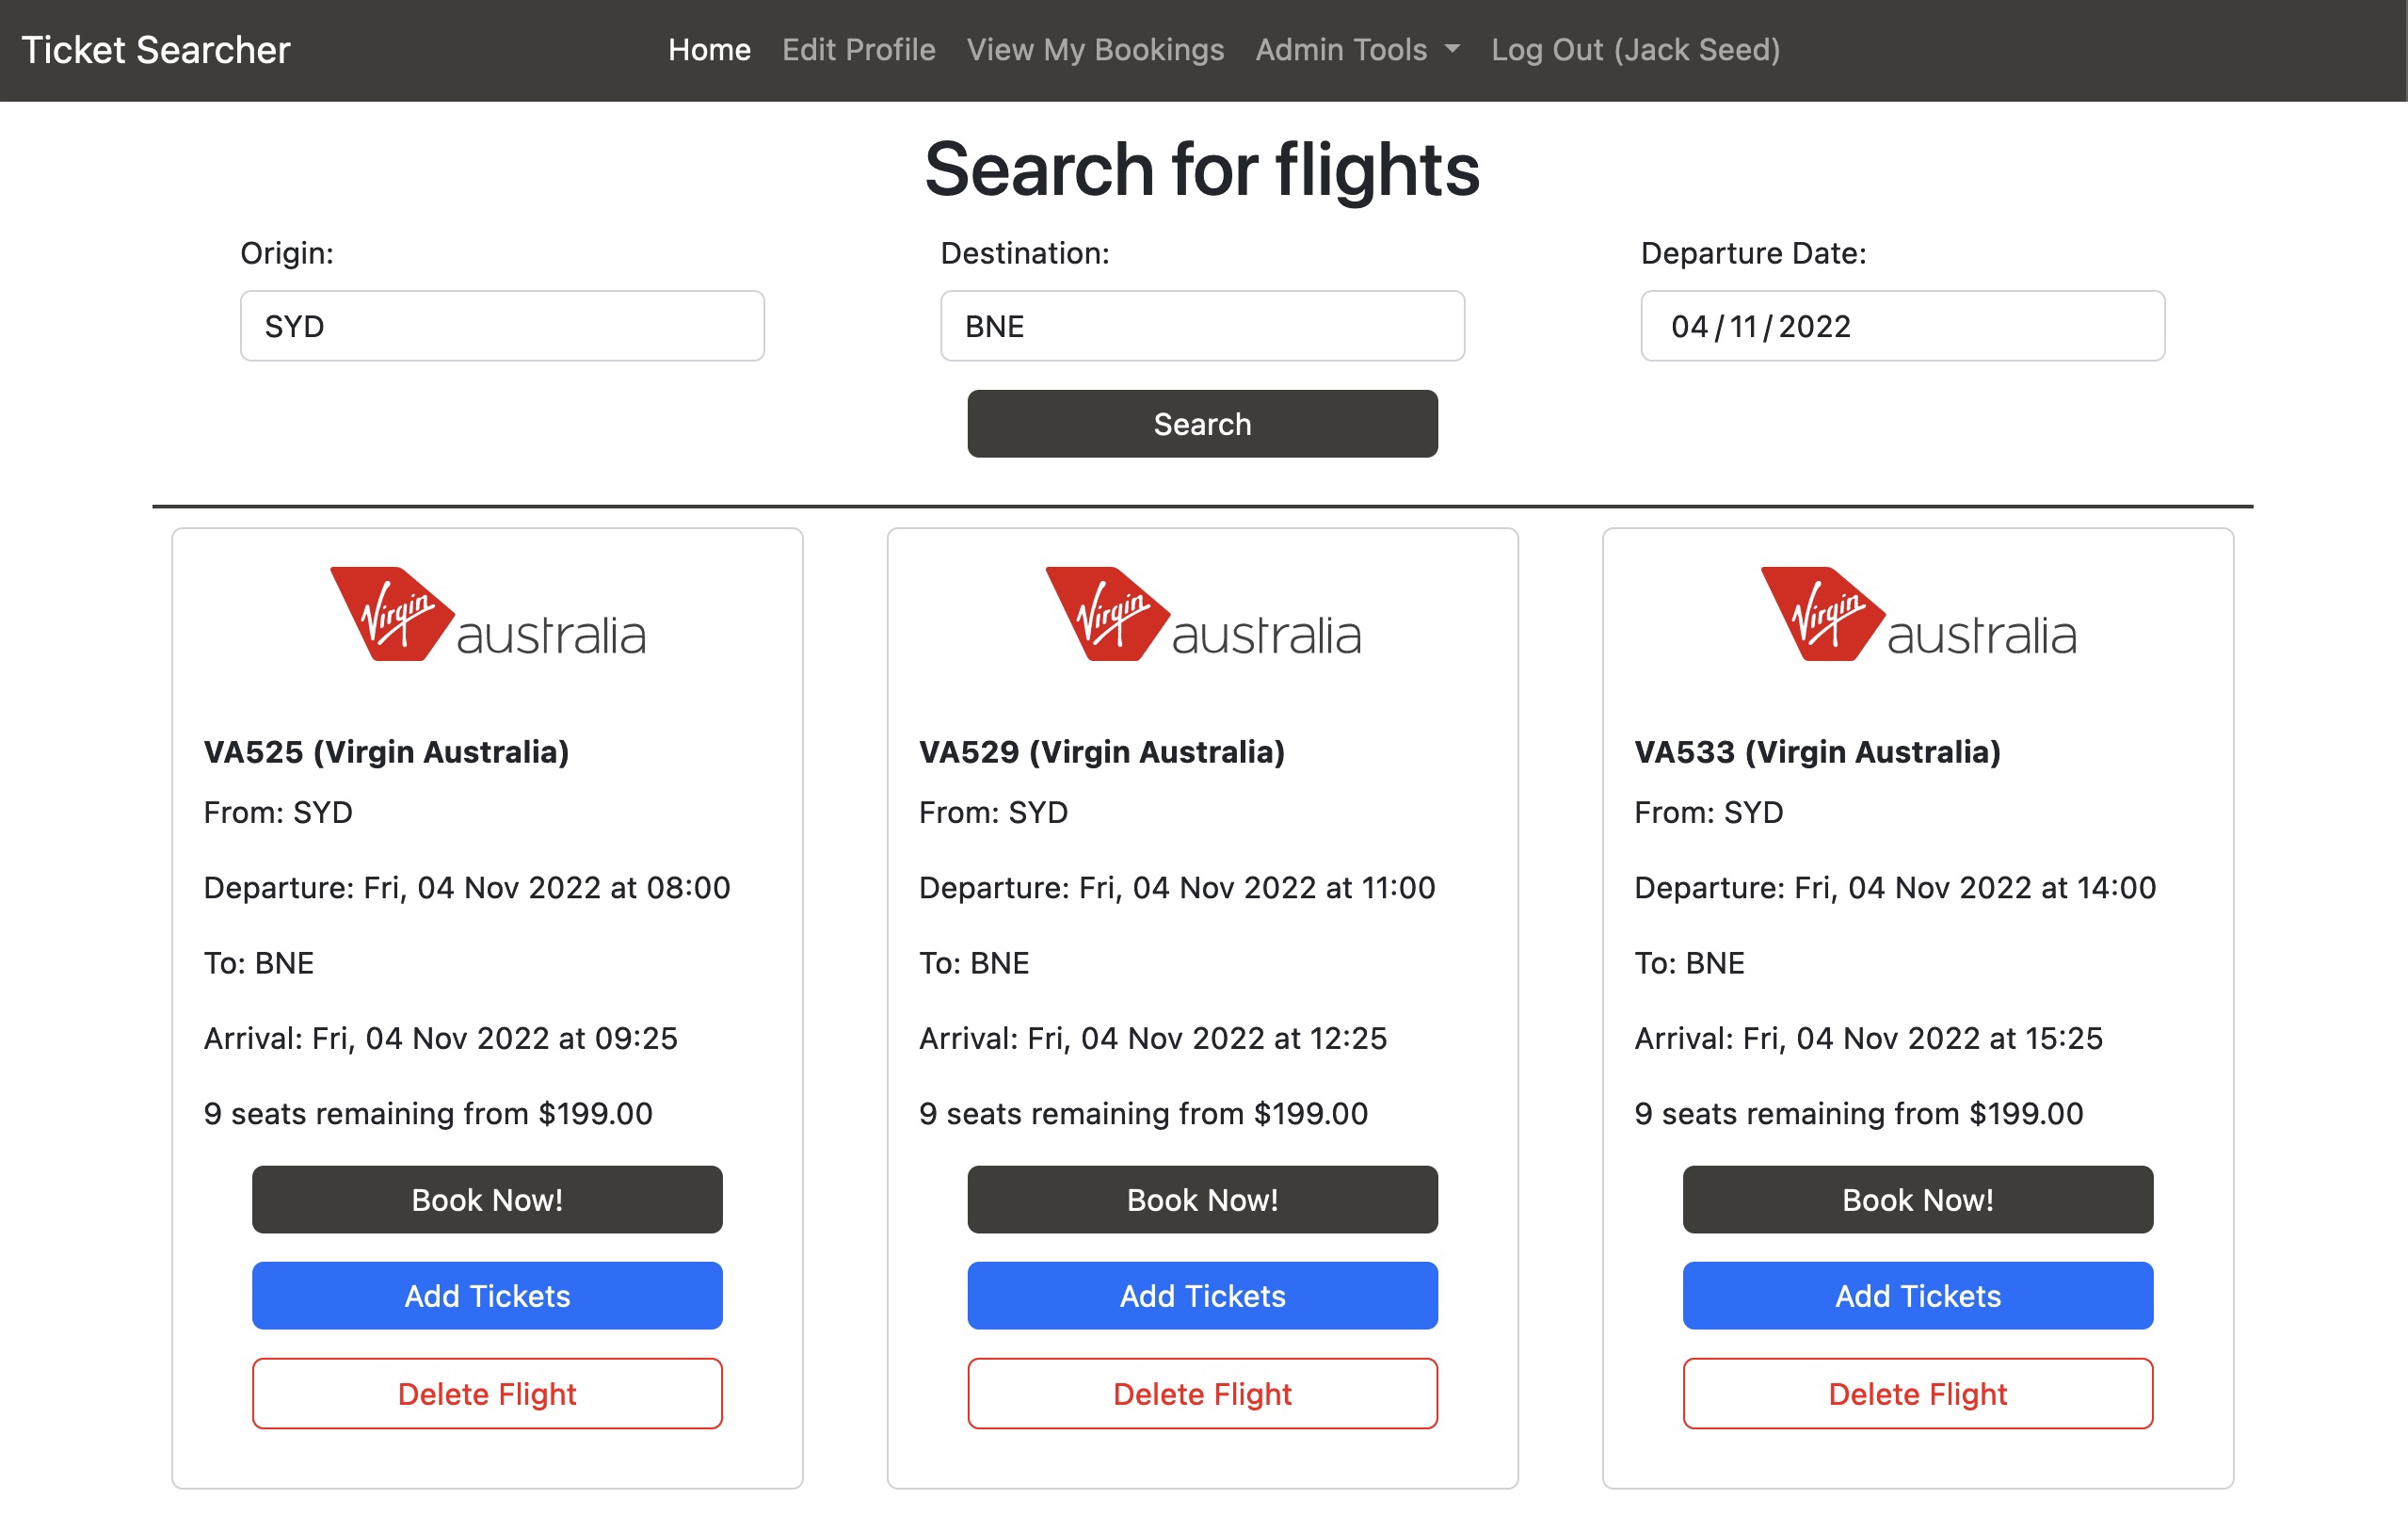 Ticket Searcher
Home Edit Profile View My Bookings Admin Tools Log Out (Jack Seed)
Search for flights
Origin: Destination: Departure Date:
SYD BNE 04/11/2022
Search
Virgin australia
VA525 (Virgin Australia)
From: SYD
Departure: Fri, 04 Nov 2022 at 08:00
To: BNE
Arrival: Fri, 04 Nov 2022 at 09:25
9 seats remaining from $199.00
Book Now!
Add Tickets
Delete Flight
Virgin australia
VA529 (Virgin Australia)
From: SYD
Departure: Fri, 04 Nov 2022 at 11:00
To: BNE
Arrival: Fri, 04 Nov 2022 at 12:25
9 seats remaining from $199.00
Book Now!
Add Tickets
Delete Flight
Virgin australia
VA533 (Virgin Australia)
From: SYD
Departure: Fri, 04 Nov 2022 at 14:00
To: BNE
Arrival: Fri, 04 Nov 2022 at 15:25
9 seats remaining from $199.00
Book Now!
Add Tickets
Delete Flight